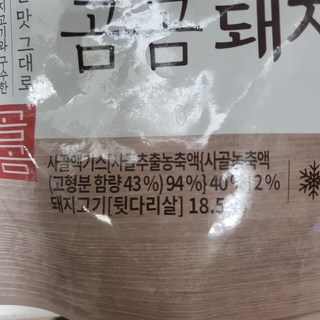 맛 그대로
곰곰 돼지
곰곰
사골엑기스[사골추출농축액{사골농축액
(고형분 함량 43%) 94%} 40%] 2%
돼지고기[뒷다리살] 18.5